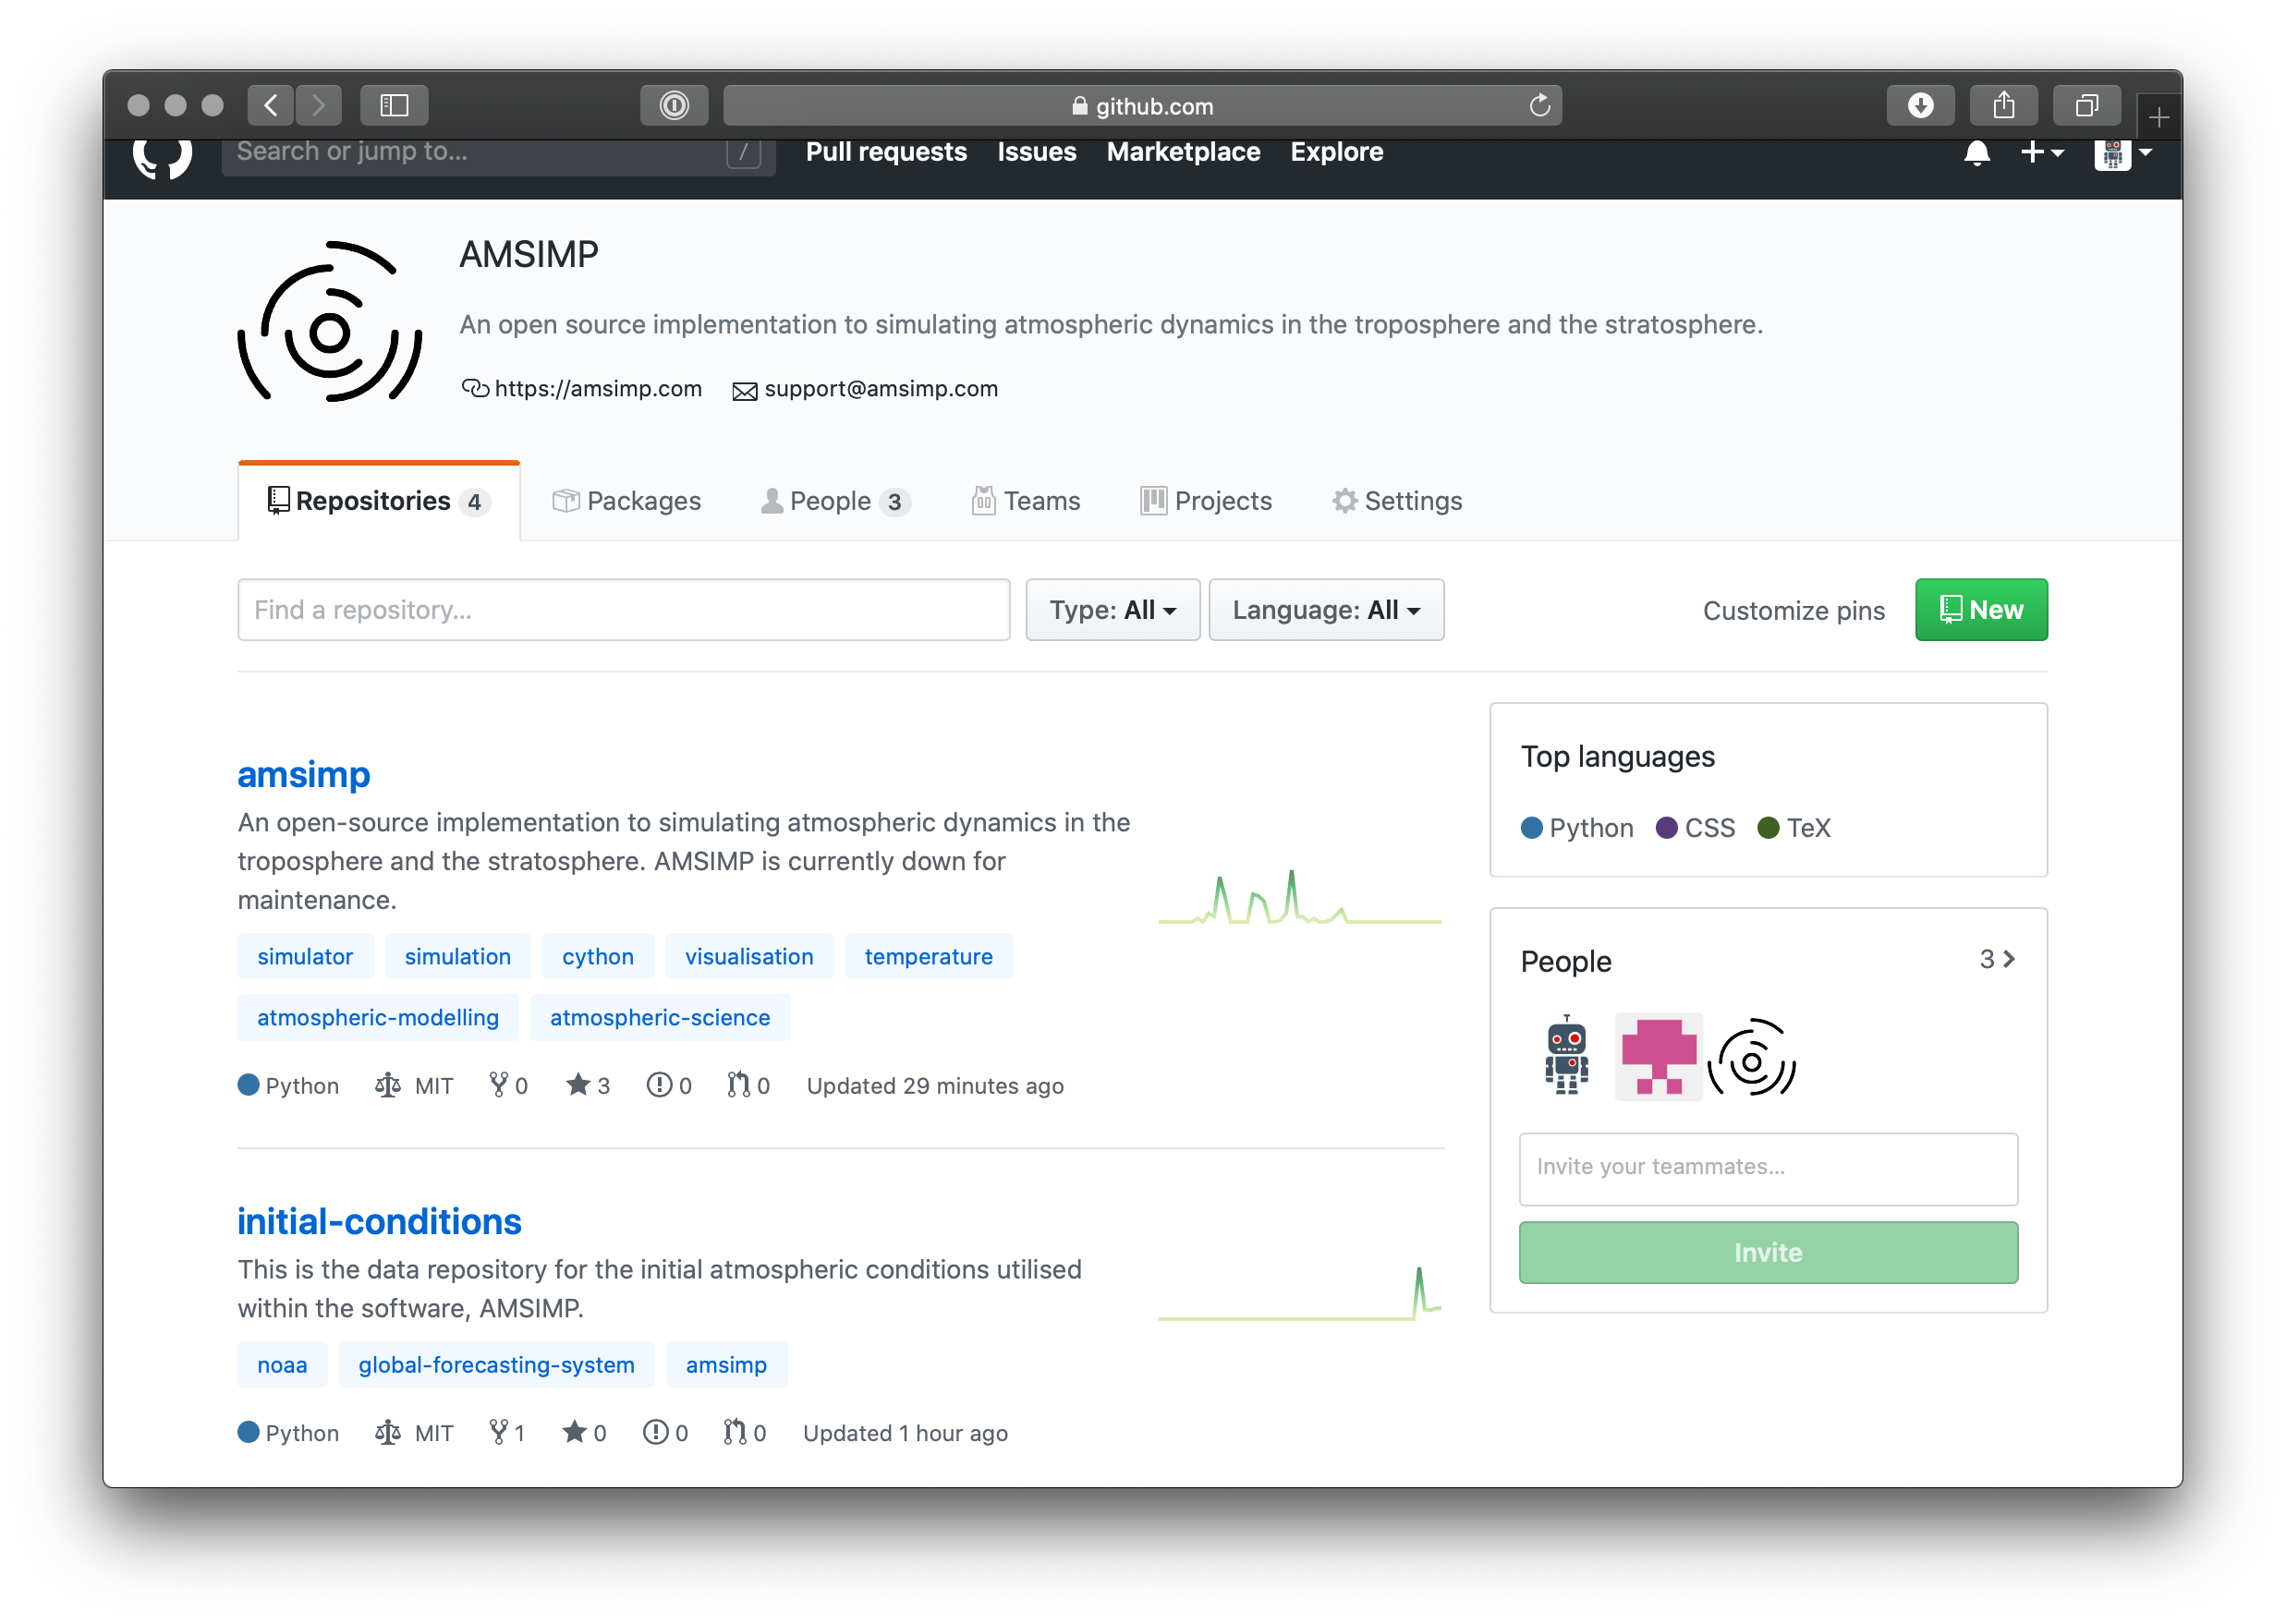 github.com
Search or jump to... /
Pull requests Issues Marketplace Explore
AMSIMP
An open source implementation to simulating atmospheric dynamics in the troposphere and the stratosphere.
https://amsimp.com support@amsimp.com
Repositories 4 Packages People 3 Teams Projects Settings
Find a repository... Type: All Language: All Customize pins New
amsimp
An open-source implementation to simulating atmospheric dynamics in the
troposphere and the stratosphere. AMSIMP is currently down for
maintenance.
simulator simulation cython visualisation temperature
atmospheric-modelling atmospheric-science
Python MIT 0 3 0 0 Updated 29 minutes ago
initial-conditions
This is the data repository for the initial atmospheric conditions utilised
within the software, AMSIMP.
noaa global-forecasting-system amsimp
Python MIT 1 0 0 0 Updated 1 hour ago
Top languages
Python CSS TeX
People 3
Invite your teammates...
Invite